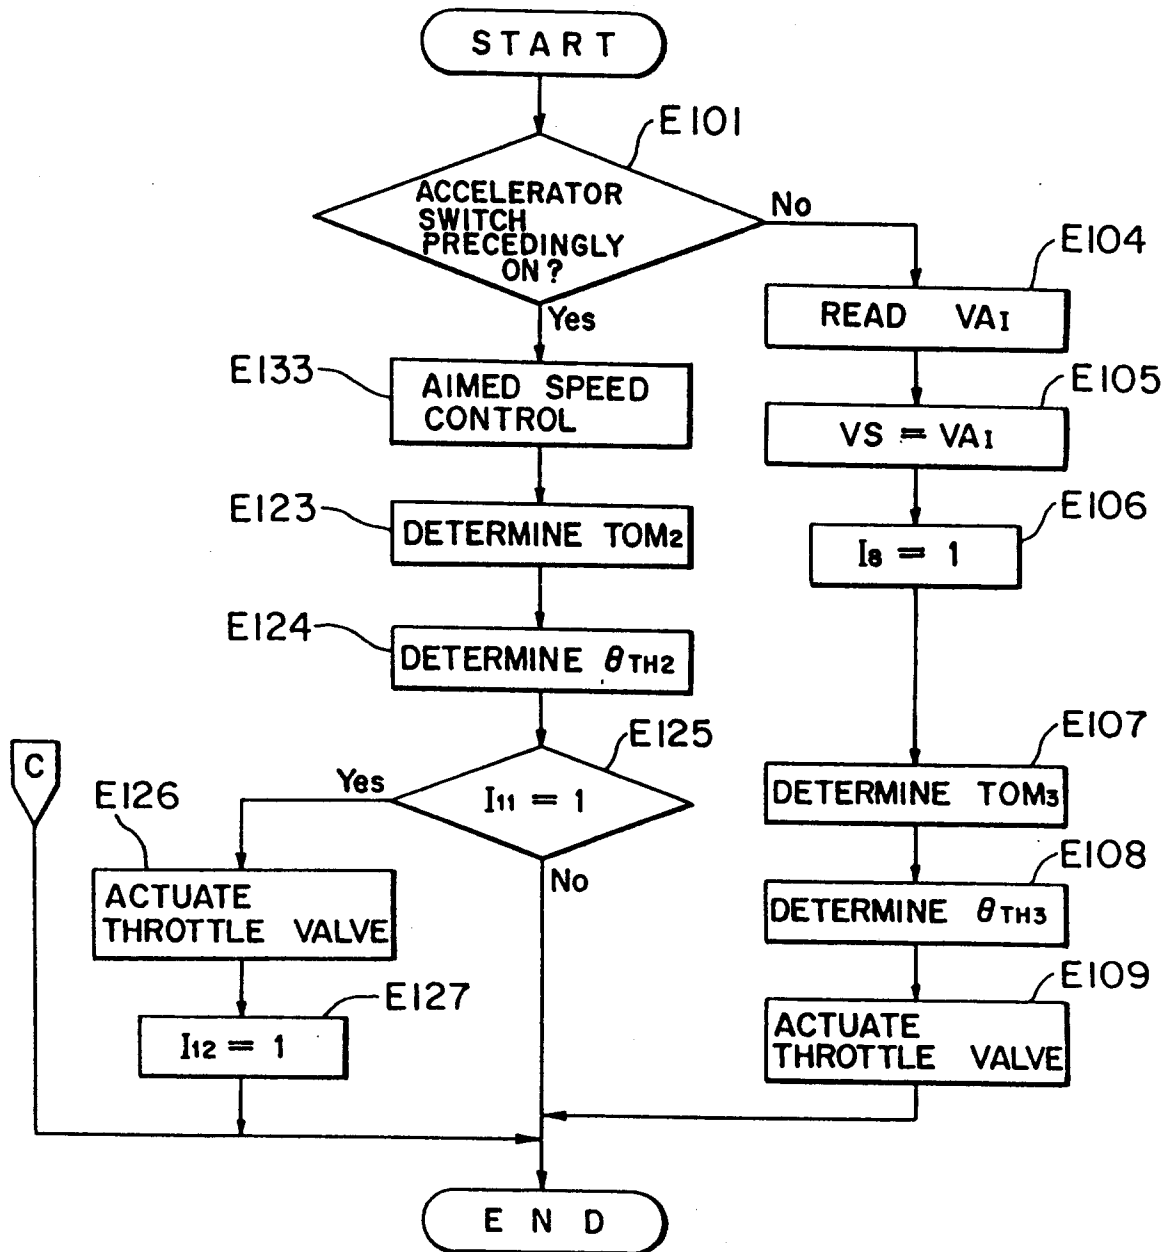 START
E101
ACCELERATOR
SWITCH
PRECEDINGLY
ON?
No
Yes
E104
READ VAI
E133
AIMED SPEED
CONTROL
E105
VS = VAI
E123
DETERMINE TOM2
E106
I8 = 1
E124
DETERMINE θTH2
E125
I11 = 1
Yes
No
C
E126
ACTUATE
THROTTLE VALVE
E127
I12 = 1
E107
DETERMINE TOM3
E108
DETERMINE θTH3
E109
ACTUATE
THROTTLE VALVE
END